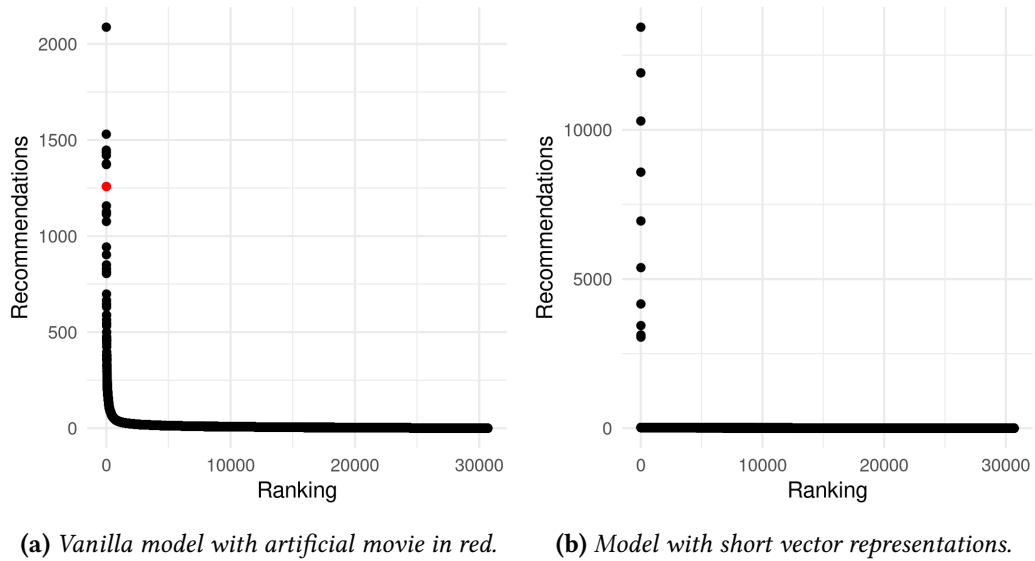 2000
1500
1000
500
0
Recommendations
0 10000 20000 30000
Ranking
10000
5000
0
Recommendations
0 10000 20000 30000
Ranking
(a) Vanilla model with artificial movie in red.
(b) Model with short vector representations.